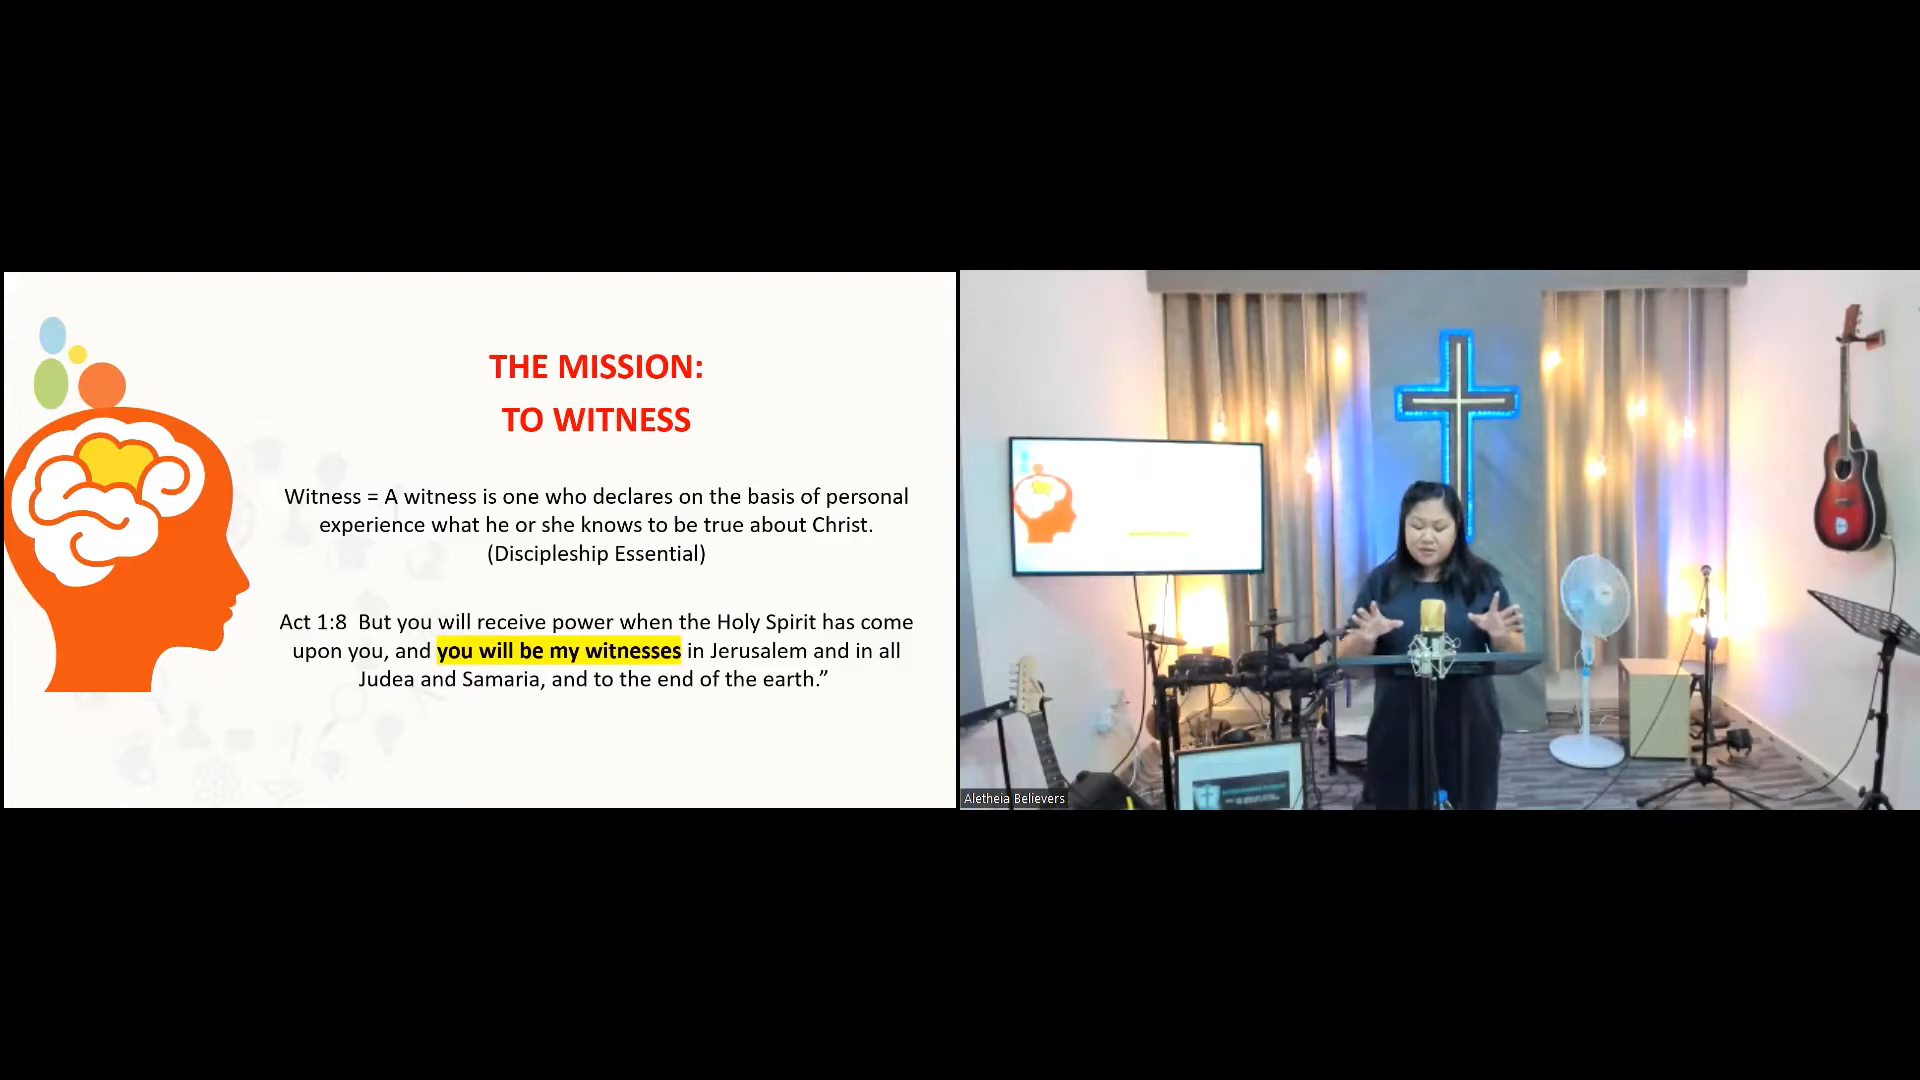 THE MISSION:
TO WITNESS
Witness = A witness is one who declares on the basis of personal
experience what he or she knows to be true about Christ.
(Discipleship Essential)
Act 1:8  But you will receive power when the Holy Spirit has come
upon you, and you will be my witnesses in Jerusalem and in all
Judea and Samaria, and to the end of the earth.”
Aletheia Believers